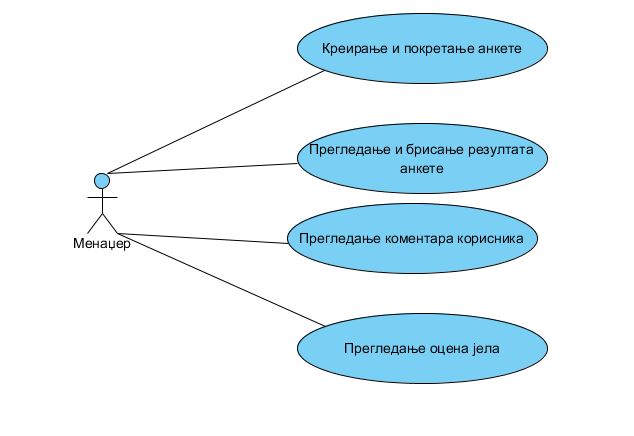 Креирање и покретање анкете
Прегледање и брисање резултата
анкете
Менаџер
Прегледање коментара корисника
Прегледање оцена јела